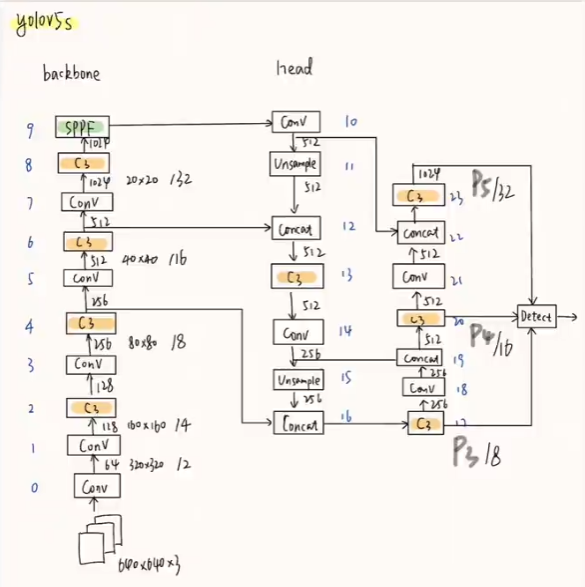 yolov5s
backbone
head
9
SPPF
1024
8
C3
1024
20×20 /32
7
Conv
512
6
C3
512
40×40 /16
5
Conv
256
4
C3
256
80×80 /8
3
Conv
128
2
C3
128
160×160 /4
1
Conv
64
320×320 /2
0
Conv
640×640×3
Conv
10
512
Unsample
11
512
Concat
12
512
C3
13
512
Conv
14
256
Unsample
15
256
Concat
16
1024
C3
23
P5/32
Concat
22
512
Conv
21
512
C3
20
P4/16
512
Concat
19
256
Conv
18
256
C3
17
P3/8
Detect